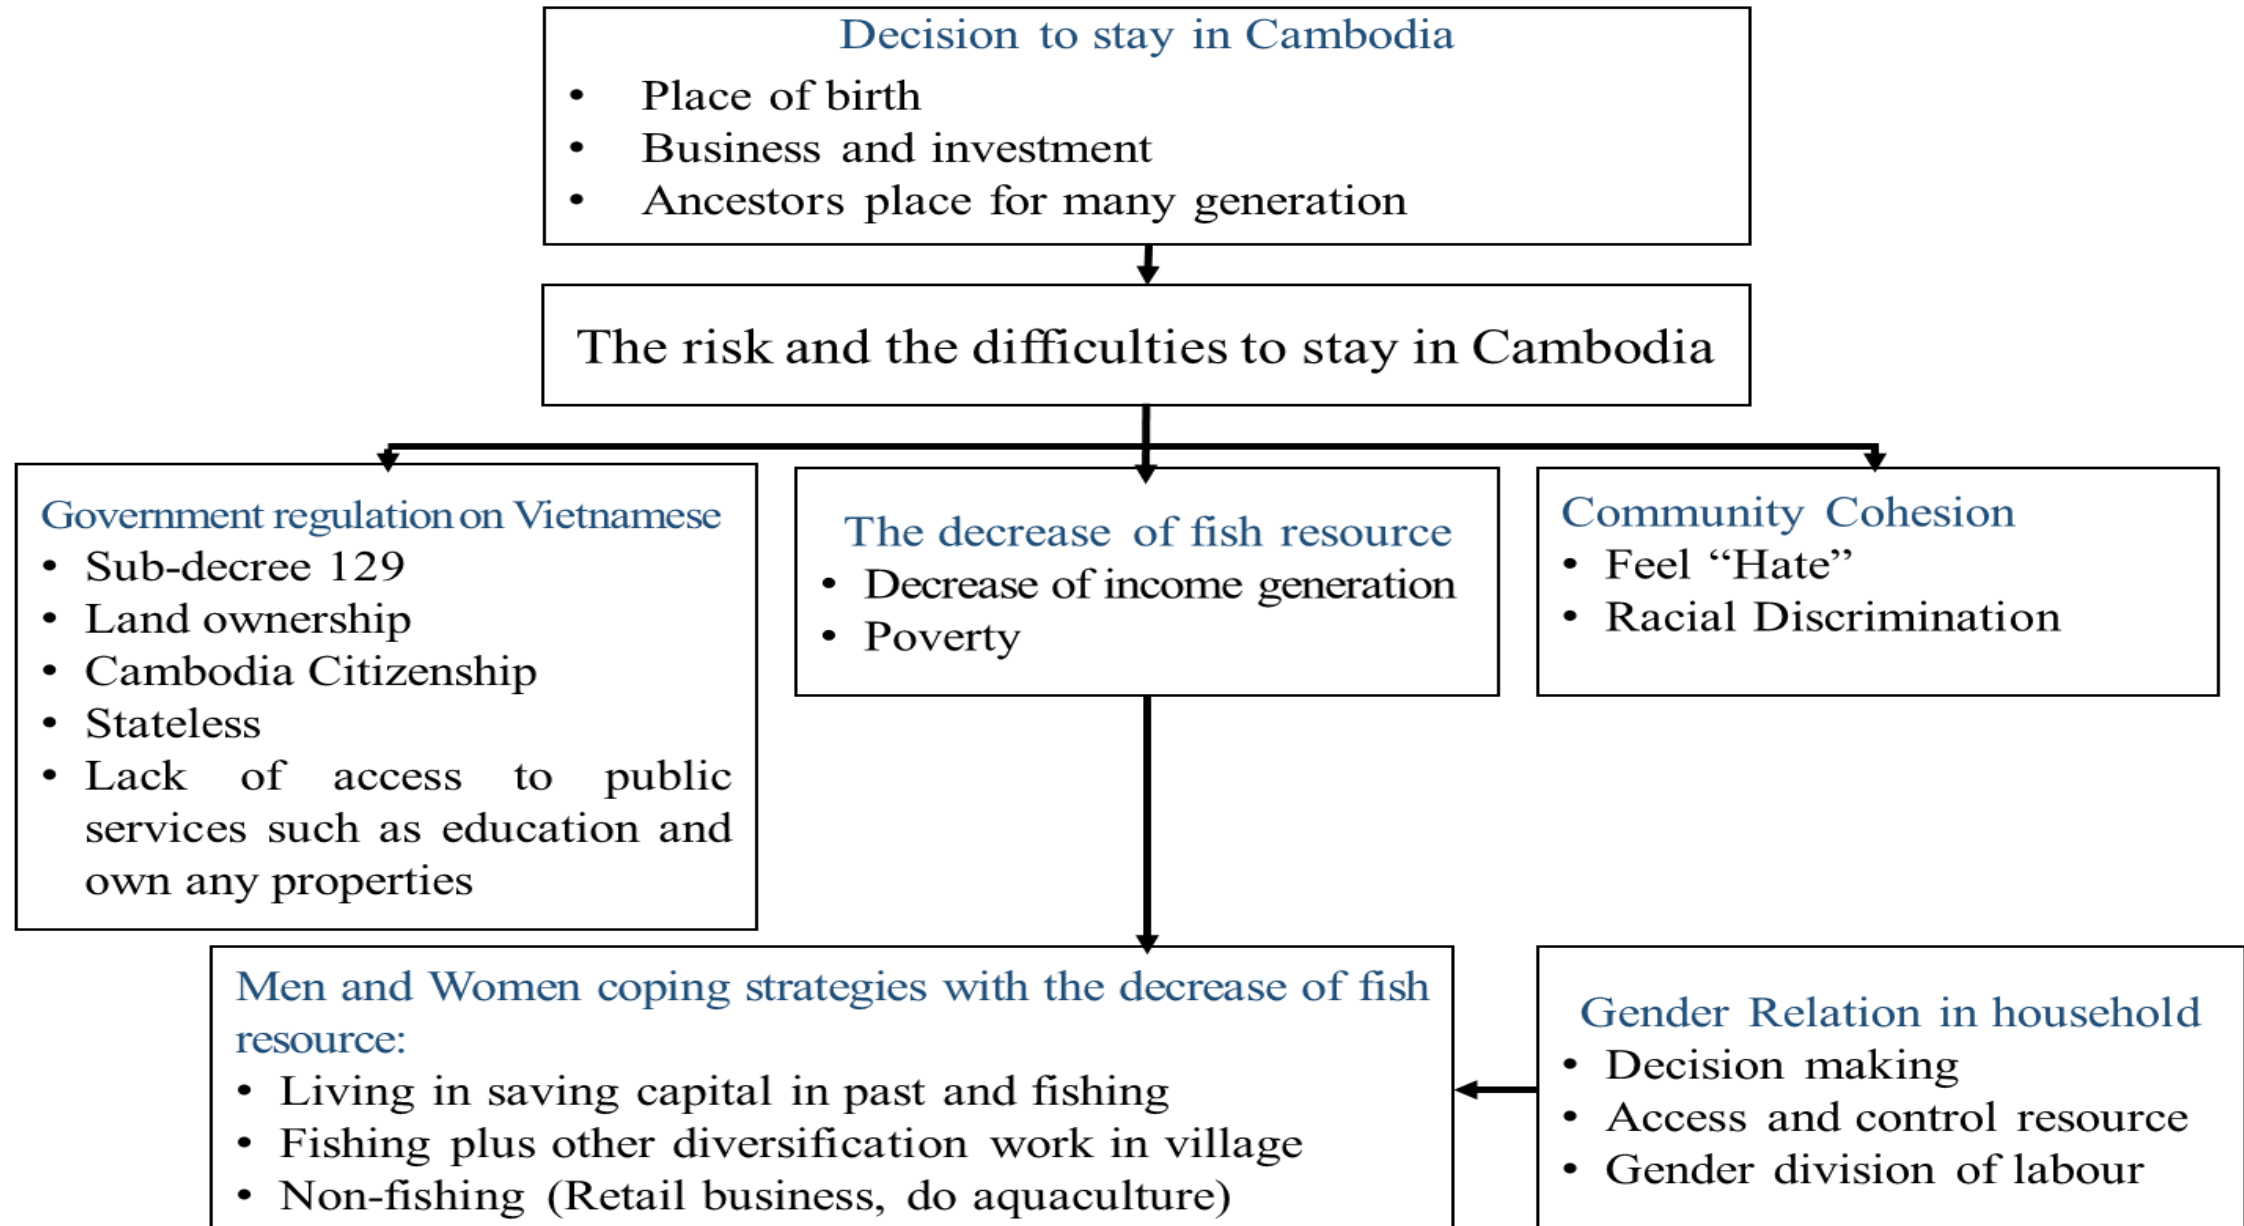 Decision to stay in Cambodia
• Place of birth
• Business and investment
• Ancestors place for many generation
The risk and the difficulties to stay in Cambodia
Government regulation on Vietnamese
• Sub-decree 129
• Land ownership
• Cambodia Citizenship
• Stateless
• Lack of access to public
services such as education and
own any properties
The decrease of fish resource
• Decrease of income generation
• Poverty
Community Cohesion
• Feel “Hate”
• Racial Discrimination
Men and Women coping strategies with the decrease of fish
resource:
• Living in saving capital in past and fishing
• Fishing plus other diversification work in village
• Non-fishing (Retail business, do aquaculture)
Gender Relation in household
• Decision making
• Access and control resource
• Gender division of labour